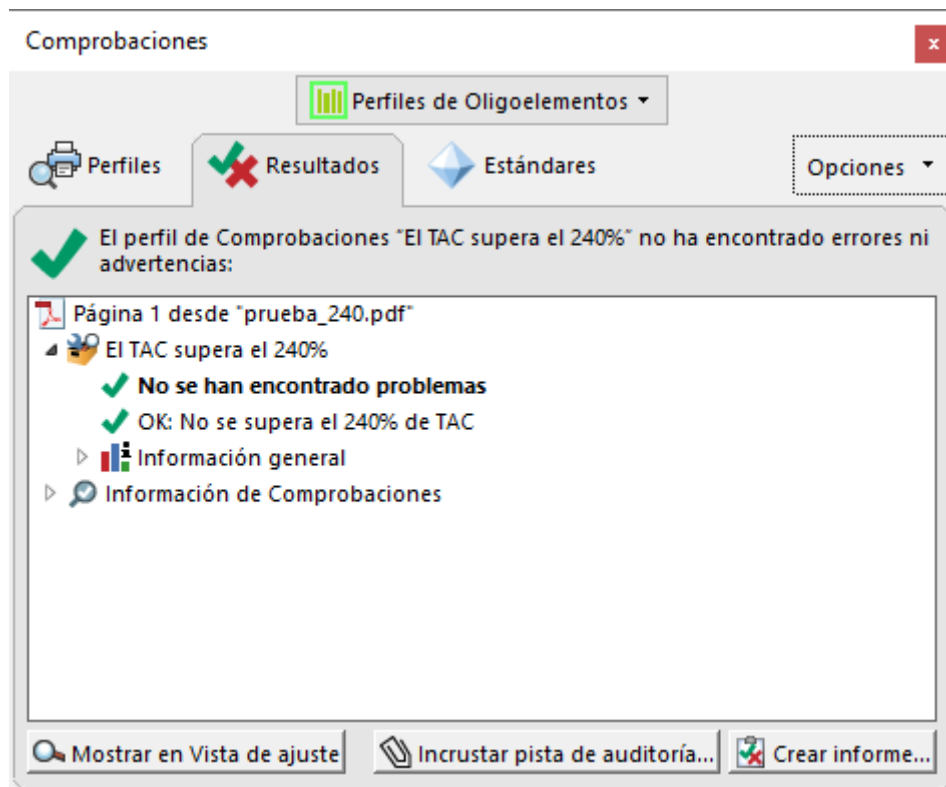 Comprobaciones
x
Perfiles de Oligoelementos
Perfiles
Resultados
Estándares
Opciones
El perfil de Comprobaciones "El TAC supera el 240%" no ha encontrado errores ni
advertencias:
Página 1 desde "prueba_240.pdf"
El TAC supera el 240%
No se han encontrado problemas
OK: No se supera el 240% de TAC
Información general
Información de Comprobaciones
Mostrar en Vista de ajuste
Incrustar pista de auditoría...
Crear informe...